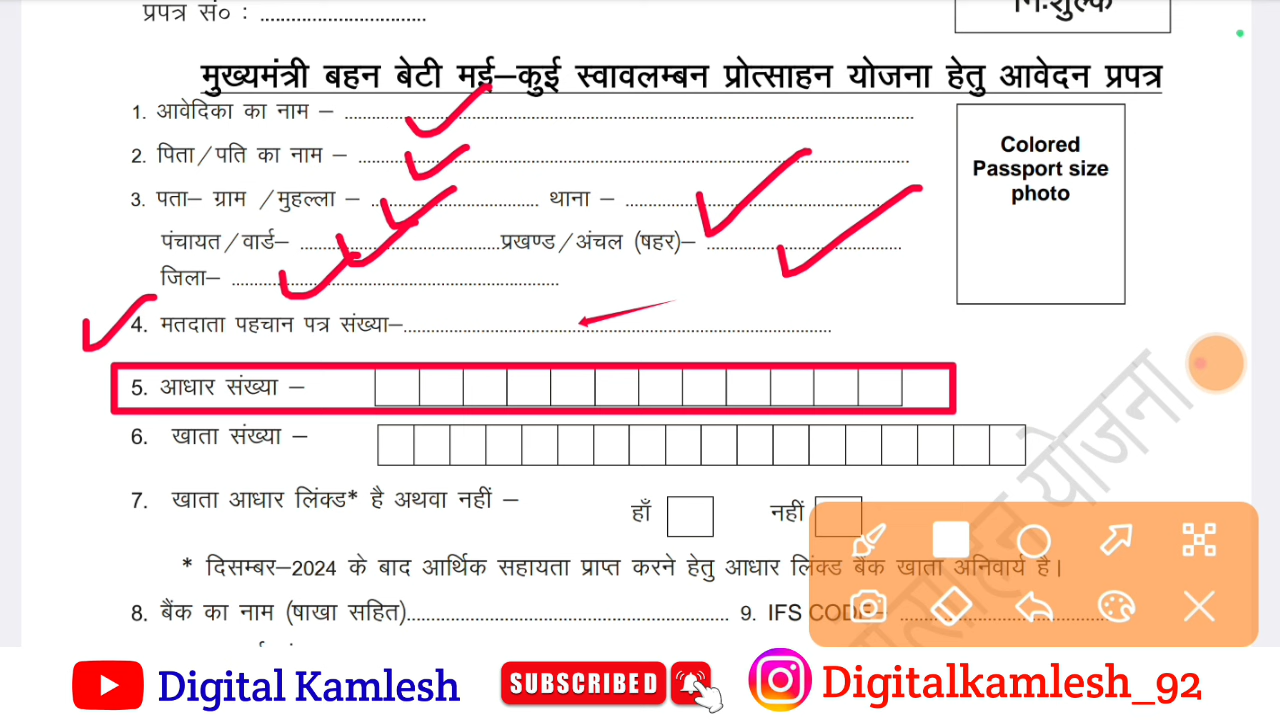 प्रपत्र सं० : ................................
निःशुल्क
मुख्यमंत्री बहन बेटी मई–कुई स्वावलम्बन प्रोत्साहन योजना हेतु आवेदन प्रपत्र
1. आवेदिका का नाम – ................................
2. पिता/पति का नाम – ................................
Colored
Passport size
photo
3. पता– ग्राम /मुहल्ला – ................................ थाना – ................................
पंचायत/वार्ड– ................................प्रखण्ड/अंचल (षहर)– ................................
जिला– ................................
4. मतदाता पहचान पत्र संख्या–................................
5. आधार संख्या –
6. खाता संख्या –
7. खाता आधार लिंक्ड* है अथवा नहीं – हाँ नहीं
* दिसम्बर–2024 के बाद आर्थिक सहायता प्राप्त करने हेतु आधार लिंक्ड बैंक खाता अनिवार्य है।
8. बैंक का नाम (षाखा सहित)................................ 9. IFS CODE– ................................
योजना
Digital Kamlesh
SUBSCRIBED
Digitalkamlesh_92